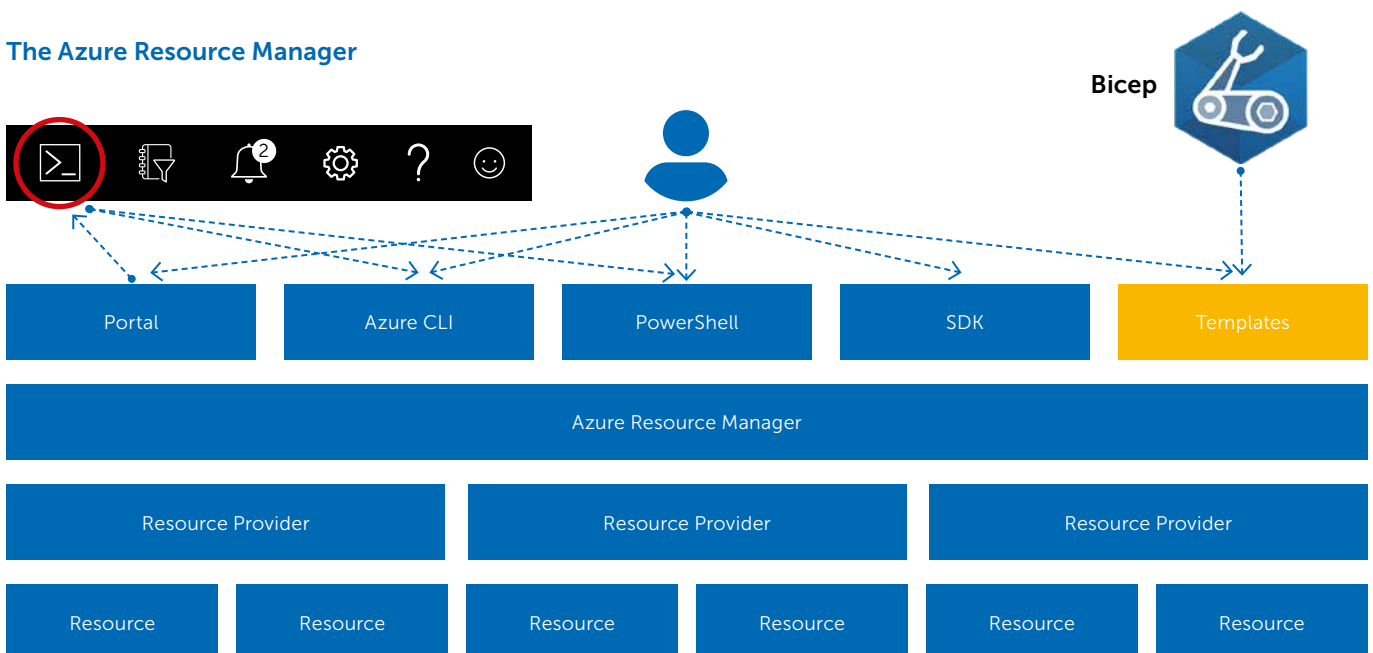 The Azure Resource Manager
Bicep
2
Portal
Azure CLI
PowerShell
SDK
Templates
Azure Resource Manager
Resource Provider
Resource Provider
Resource Provider
Resource
Resource
Resource
Resource
Resource
Resource